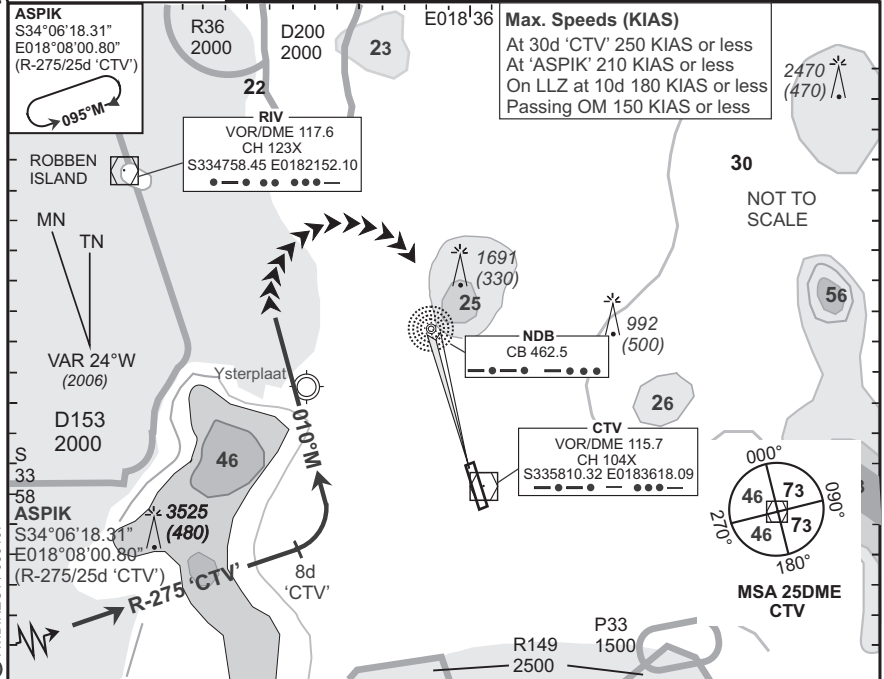 ASPIK
S34°06'18.31”
E018°08'00.80”
(R-275/25d ‘CTV’)
095°M
R36
2000
D200
2000
23
22
E018 36
Max. Speeds (KIAS)
At 30d ‘CTV’ 250 KIAS or less
At ‘ASPIK’ 210 KIAS or less
On LLZ at 10d 180 KIAS or less
Passing OM 150 KIAS or less
2470
(470)
RIV
VOR/DME 117.6
CH 123X
S334758.45 E0182152.10
ROBBEN
ISLAND
30
NOT TO
SCALE
MN
TN
VAR 24°W
(2006)
1691
(330)
25
56
NDB
CB 462.5
992
(500)
Ysterplaat
26
D153
2000
010°M
46
CTV
VOR/DME 115.7
CH 104X
S335810.32 E0183618.09
S
33
58
ASPIK
S34°06'18.31”
E018°08'00.80”
(R-275/25d ‘CTV’)
3525
(480)
R-275 ‘CTV’
8d
‘CTV’
000°
090°
180°
270°
46
73
46
73
MSA 25DME
CTV
R149
2500
P33
1500